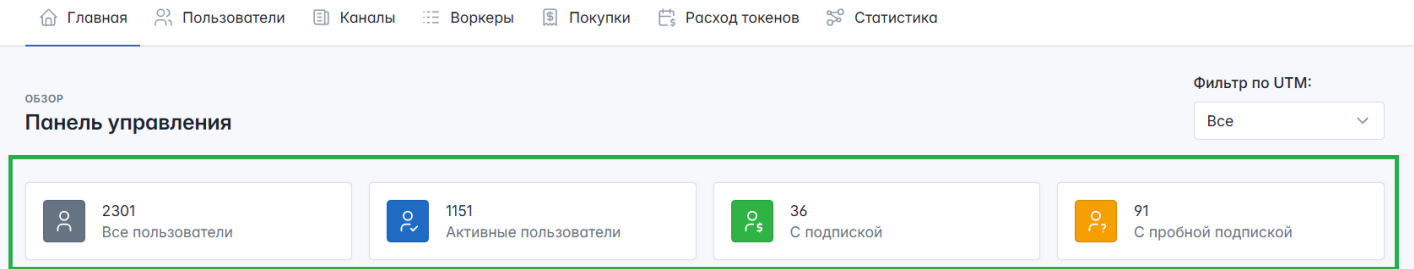 Главная Пользователи Каналы Воркеры Покупки Расход токенов Статистика
Фильтр по UTM:
ОБЗОР
Панель управления
Все
2301
Все пользователи
1151
Активные пользователи
36
С подпиской
91
С пробной подпиской